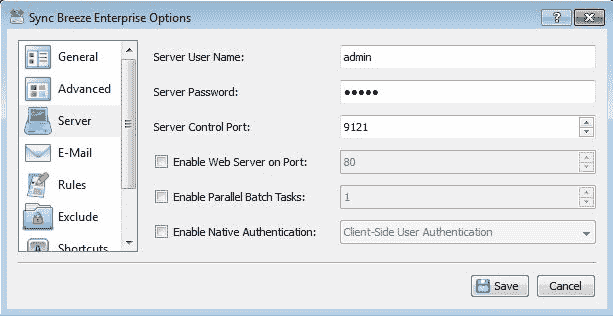 Sync Breeze Enterprise Options
General
Advanced
Server
E-Mail
Rules
Exclude
Shortcuts
Server User Name: admin
Server Password: •••••
Server Control Port: 9121
Enable Web Server on Port: 80
Enable Parallel Batch Tasks: 1
Enable Native Authentication: Client-Side User Authentication
Save Cancel